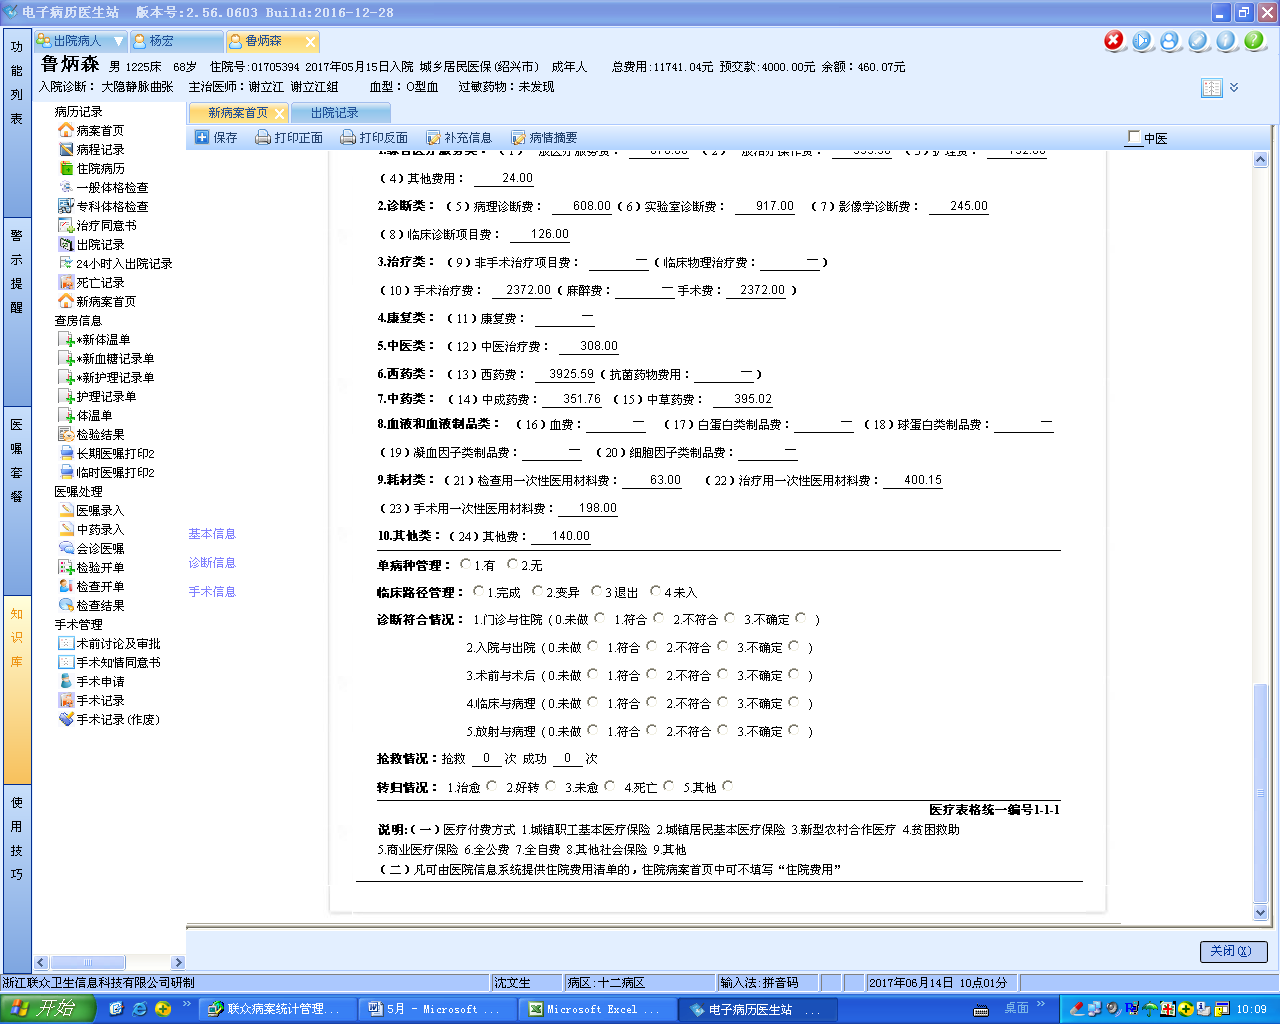 电子病历医生站 版本号:2.56.0603 Build:2016-12-28
出院病人 杨宏 鲁炳森
鲁炳森 男 1225床 68岁 住院号:01705394 2017年05月15日入院 城乡居民医保(绍兴市) 成年人 总费用:11741.04元 预交款:4000.00元 余额:460.07元
入院诊断: 大隐静脉曲张 主治医师: 谢立江 谢立江组 血型: O型血 过敏药物: 未发现
功能列表
警示提醒
医嘱套餐
知识库
使用技巧
病历记录
病案首页
病程记录
住院病历
一般体格检查
专科体格检查
治疗同意书
出院记录
24小时入出院记录
死亡记录
新病案首页
查房信息
*新体温单
*新血糖记录单
*新护理记录单
护理记录单
体温单
检验结果
长期医嘱打印2
临时医嘱打印2
医嘱处理
医嘱录入
中药录入
会诊医嘱
检验开单
检查开单
检查结果
手术管理
术前讨论及审批
手术知情同意书
手术申请
手术记录
手术记录(作废)
新病案首页 出院记录
保存 打印正面 打印反面 补充信息 病情摘要 中医
基本信息
诊断信息
手术信息
(4)其他费用: 24.00
2.诊断类: (5)病理诊断费: 608.00 (6)实验室诊断费: 917.00 (7)影像学诊断费: 245.00
(8)临床诊断项目费: 126.00
3.治疗类: (9)非手术治疗项目费: — (临床物理治疗费: — )
(10)手术治疗费: 2372.00 (麻醉费: — 手术费: 2372.00 )
4.康复类: (11)康复费: —
5.中医类: (12)中医治疗费: 308.00
6.西药类: (13)西药费: 3925.59 (抗菌药物费用: — )
7.中药类: (14)中成药费: 351.76 (15)中草药费: 395.02
8.血液和血液制品类: (16)血费: — (17)白蛋白类制品费: — (18)球蛋白类制品费: —
(19)凝血因子类制品费: — (20)细胞因子类制品费: —
9.耗材类: (21)检查用一次性医用材料费: 63.00 (22)治疗用一次性医用材料费: 400.15
(23)手术用一次性医用材料费: 198.00
10.其他类: (24)其他费: 140.00
单病种管理: 1.有 2.无
临床路径管理: 1.完成 2.变异 3退出 4未入
诊断符合情况: 1.门诊与住院(0.未做 1.符合 2.不符合 3.不确定 )
2.入院与出院(0.未做 1.符合 2.不符合 3.不确定 )
3.术前与术后(0.未做 1.符合 2.不符合 3.不确定 )
4.临床与病理(0.未做 1.符合 2.不符合 3.不确定 )
5.放射与病理(0.未做 1.符合 2.不符合 3.不确定 )
抢救情况:抢救 0 次 成功 0 次
转归情况: 1.治愈 2.好转 3.未愈 4.死亡 5.其他
医疗表格统一编号1-1-1
说明:(一)医疗付费方式 1.城镇职工基本医疗保险 2.城镇居民基本医疗保险 3.新型农村合作医疗 4.贫困救助
5.商业医疗保险 6.全公费 7.全自费 8.其他社会保险 9.其他
(二)凡可由医院信息系统提供住院费用清单的,住院病案首页中可不填写“住院费用”
关闭(X)
浙江联众卫生信息科技有限公司研制 沈文生 病区:十二病区 输入法:拼音码 2017年06月14日 10点01分
开始 联众病案统计管理... 5月 - Microsoft ... Microsoft Excel ... 电子病历医生站 ... 桌面 10:09